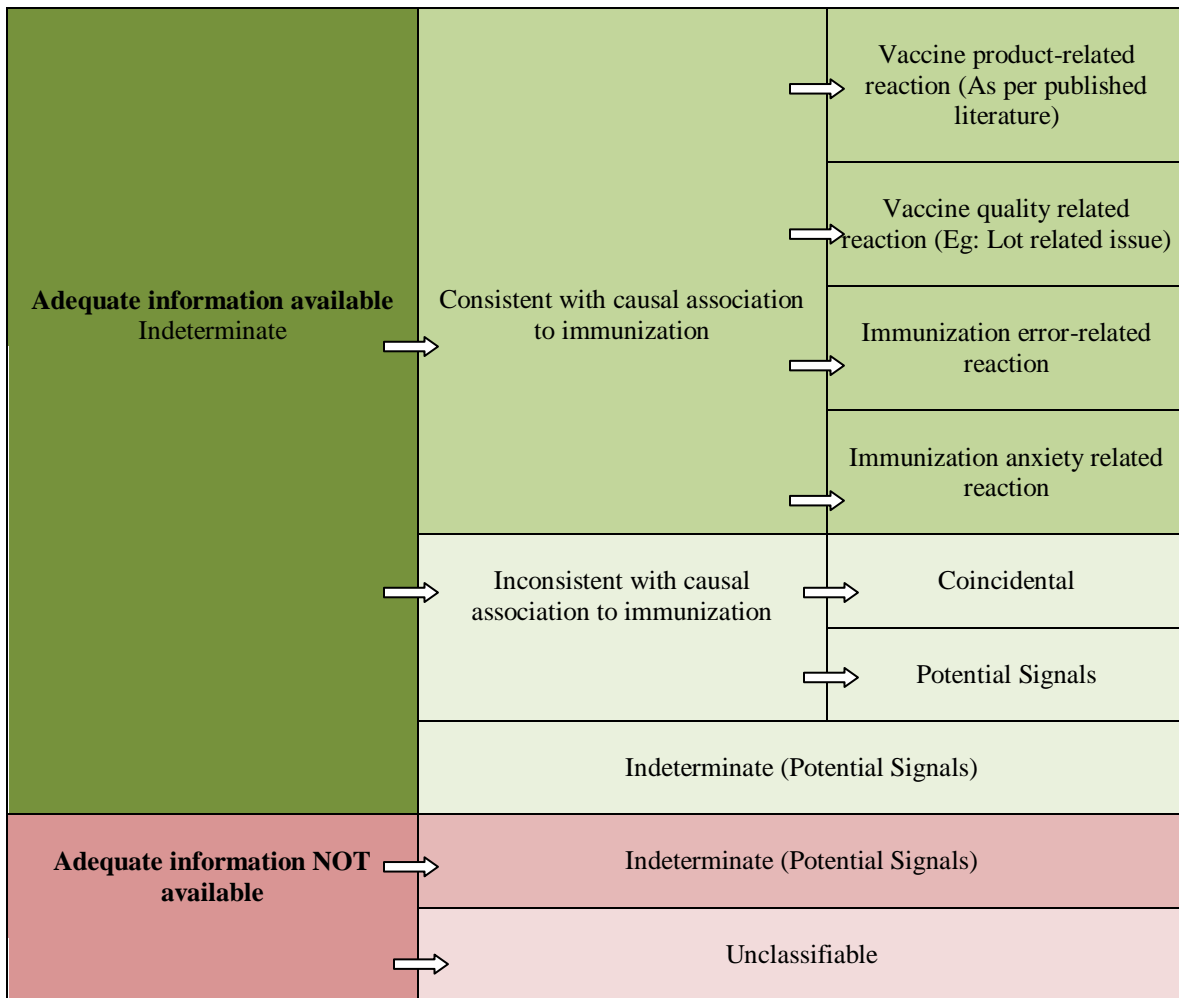 Vaccine product-related
reaction (As per published
literature)
Vaccine quality related
reaction (Eg: Lot related issue)
Adequate information available
Indeterminate
Consistent with causal association
to immunization
Immunization error-related
reaction
Immunization anxiety related
reaction
Inconsistent with causal
association to immunization
Coincidental
Potential Signals
Indeterminate (Potential Signals)
Adequate information NOT
available
Indeterminate (Potential Signals)
Unclassifiable